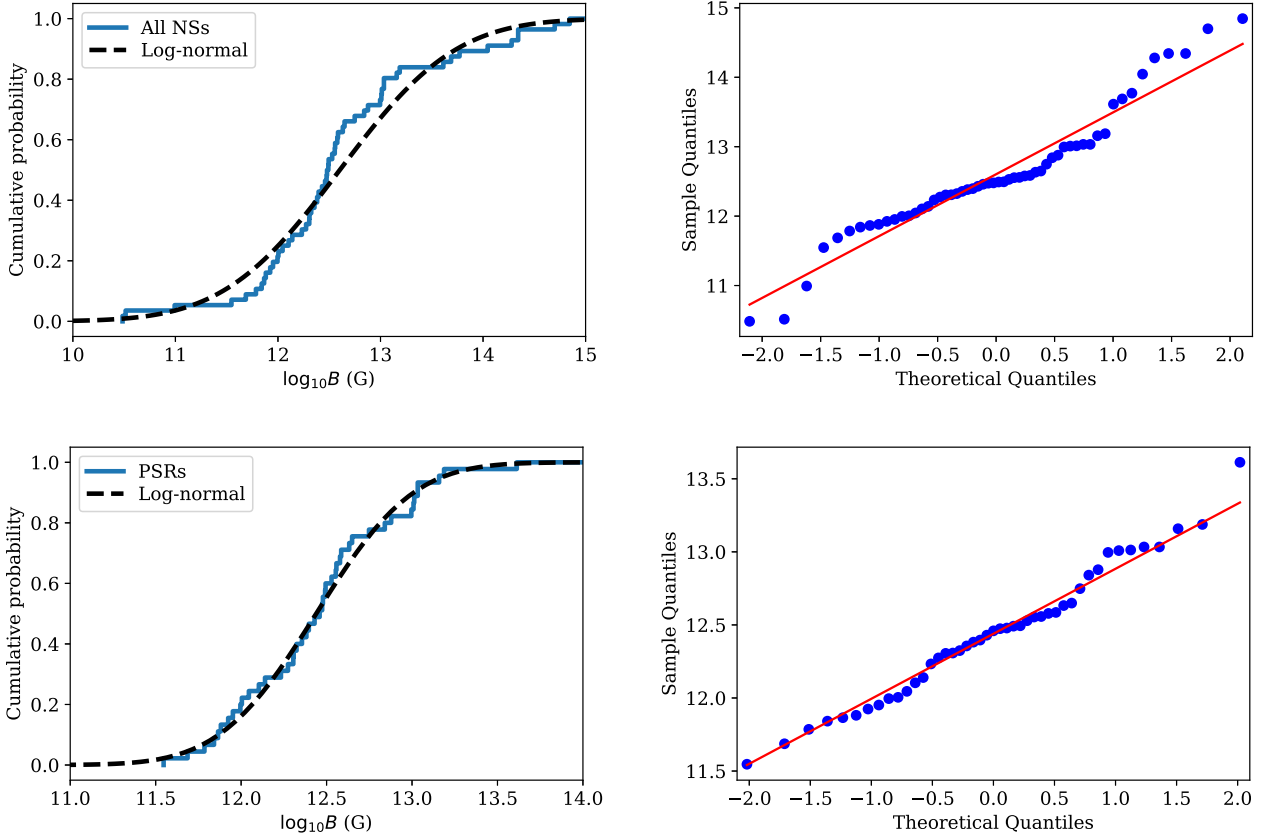 All NSs
Log-normal
Cumulative probability
0.0
0.2
0.4
0.6
0.8
1.0
10 11 12 13 14 15
log10B (G)
Sample Quantiles
11
12
13
14
15
−2.0 −1.5 −1.0 −0.5 0.0 0.5 1.0 1.5 2.0
Theoretical Quantiles
PSRs
Log-normal
Cumulative probability
0.0
0.2
0.4
0.6
0.8
1.0
11.0 11.5 12.0 12.5 13.0 13.5 14.0
log10B (G)
Sample Quantiles
11.5
12.0
12.5
13.0
13.5
−2.0 −1.5 −1.0 −0.5 0.0 0.5 1.0 1.5 2.0
Theoretical Quantiles